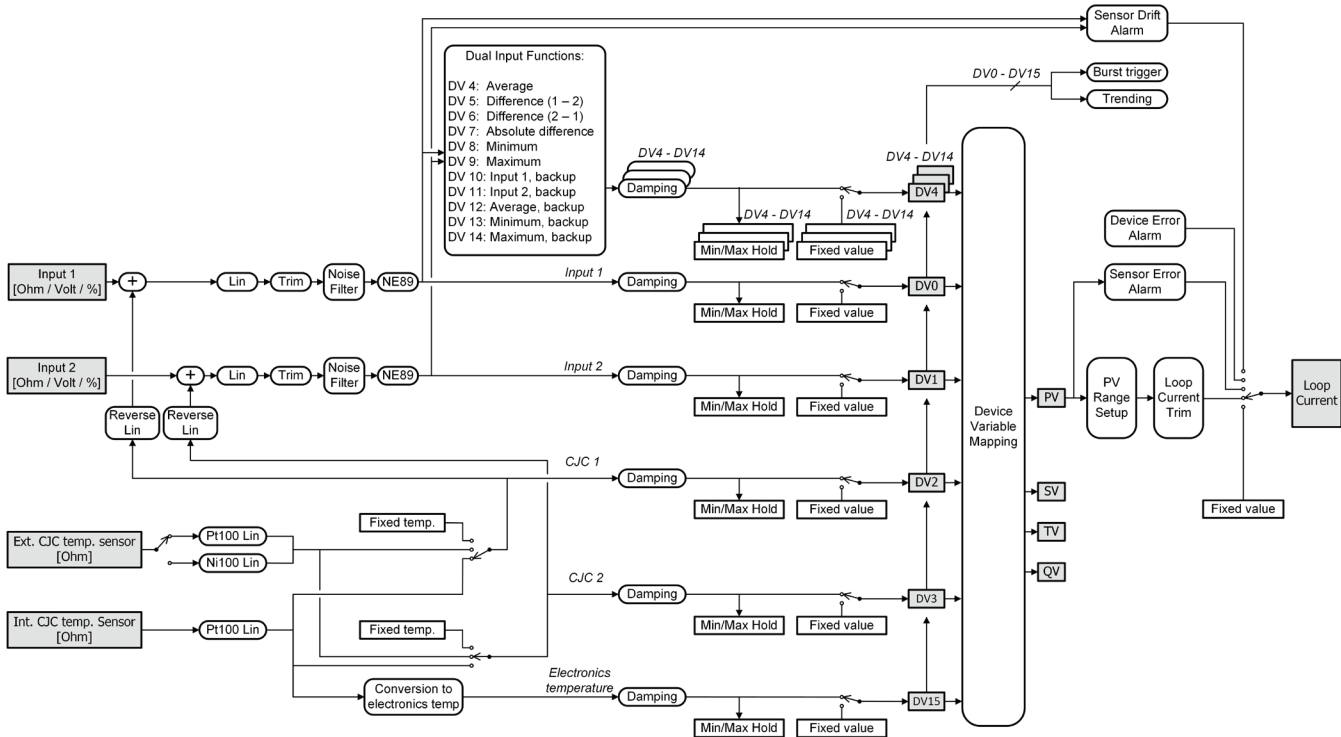 Sensor Drift
Alarm
Dual Input Functions:
DV 4: Average
DV 5: Difference (1 – 2)
DV 6: Difference (2 – 1)
DV 7: Absolute difference
DV 8: Minimum
DV 9: Maximum
DV 10: Input 1, backup
DV 11: Input 2, backup
DV 12: Average, backup
DV 13: Minimum, backup
DV 14: Maximum, backup
DV0 - DV15
Burst trigger
Trending
DV4 - DV14
Damping
DV4 - DV14
DV4
DV4 - DV14
Min/Max Hold
DV4 - DV14
Fixed value
Device Error
Alarm
Input 1
[Ohm / Volt / %]
+
Lin
Trim
Noise
Filter
NE89
Input 1
Damping
Min/Max Hold
Fixed value
DV0
Sensor Error
Alarm
Input 2
[Ohm / Volt / %]
+
Lin
Trim
Noise
Filter
NE89
Input 2
Damping
Min/Max Hold
Fixed value
DV1
Device
Variable
Mapping
PV
PV
Range
Setup
Loop
Current
Trim
Loop
Current
Reverse
Lin
Reverse
Lin
CJC 1
Damping
Min/Max Hold
Fixed value
DV2
SV
TV
QV
Fixed value
Ext. CJC temp. sensor
[Ohm]
Pt100 Lin
Ni100 Lin
Fixed temp.
CJC 2
Damping
Min/Max Hold
Fixed value
DV3
Int. CJC temp. Sensor
[Ohm]
Pt100 Lin
Fixed temp.
Conversion to
electronics temp
Electronics
temperature
Damping
Min/Max Hold
Fixed value
DV15